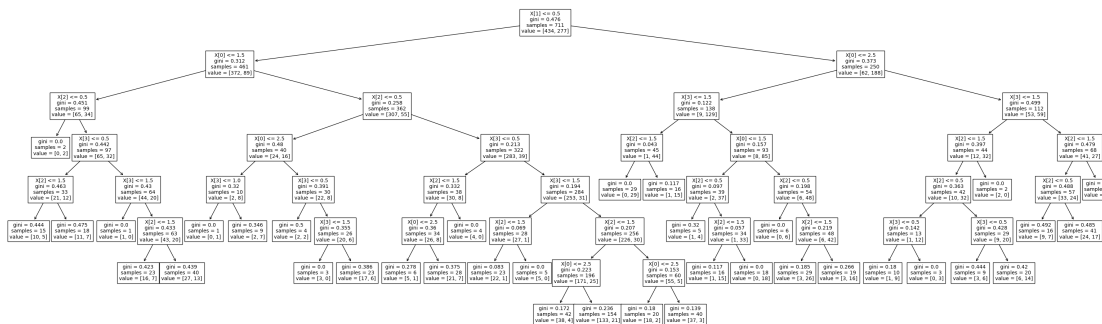 X[1] <= 0.5
gini = 0.476
samples = 711
value = [434, 277]
X[0] <= 1.5
gini = 0.312
samples = 461
value = [372, 89]
X[0] <= 2.5
gini = 0.373
samples = 250
value = [62, 188]
X[2] <= 0.5
gini = 0.451
samples = 99
value = [65, 34]
X[2] <= 0.5
gini = 0.258
samples = 362
value = [307, 55]
X[3] <= 1.5
gini = 0.122
samples = 138
value = [9, 129]
X[3] <= 1.5
gini = 0.499
samples = 112
value = [53, 59]
gini = 0.0
samples = 2
value = [0, 2]
X[3] <= 0.5
gini = 0.442
samples = 97
value = [65, 32]
X[0] <= 2.5
gini = 0.48
samples = 40
value = [24, 16]
X[3] <= 0.5
gini = 0.213
samples = 322
value = [283, 39]
X[2] <= 1.5
gini = 0.043
samples = 45
value = [1, 44]
X[0] <= 1.5
gini = 0.157
samples = 93
value = [8, 85]
X[2] <= 1.5
gini = 0.397
samples = 44
value = [12, 32]
X[2] <= 1.5
gini = 0.479
samples = 68
value = [41, 27]
X[2] <= 1.5
gini = 0.463
samples = 33
value = [21, 12]
X[3] <= 1.5
gini = 0.43
samples = 64
value = [44, 20]
X[3] <= 1.0
gini = 0.32
samples = 10
value = [2, 8]
X[3] <= 0.5
gini = 0.391
samples = 30
value = [22, 8]
X[2] <= 1.5
gini = 0.332
samples = 38
value = [30, 8]
X[3] <= 1.5
gini = 0.194
samples = 284
value = [253, 31]
gini = 0.0
samples = 29
value = [0, 29]
gini = 0.117
samples = 16
value = [1, 15]
X[2] <= 0.5
gini = 0.097
samples = 39
value = [2, 37]
X[2] <= 0.5
gini = 0.198
samples = 54
value = [6, 48]
X[2] <= 0.5
gini = 0.363
samples = 42
value = [10, 32]
gini = 0.0
samples = 2
value = [2, 0]
X[2] <= 0.5
gini = 0.488
samples = 57
value = [33, 24]
gini = 0.444
samples = 15
value = [10, 5]
gini = 0.475
samples = 18
value = [11, 7]
gini = 0.0
samples = 1
value = [1, 0]
X[2] <= 1.5
gini = 0.433
samples = 63
value = [43, 20]
gini = 0.0
samples = 1
value = [0, 1]
gini = 0.346
samples = 9
value = [2, 7]
gini = 0.5
samples = 4
value = [2, 2]
X[3] <= 1.5
gini = 0.355
samples = 26
value = [20, 6]
X[0] <= 2.5
gini = 0.36
samples = 34
value = [26, 8]
gini = 0.0
samples = 4
value = [4, 0]
X[2] <= 1.5
gini = 0.069
samples = 28
value = [27, 1]
X[2] <= 1.5
gini = 0.207
samples = 256
value = [226, 30]
gini = 0.32
samples = 5
value = [1, 4]
X[2] <= 1.5
gini = 0.057
samples = 34
value = [1, 33]
gini = 0.0
samples = 6
value = [0, 6]
X[2] <= 1.5
gini = 0.219
samples = 48
value = [6, 42]
X[3] <= 0.5
gini = 0.142
samples = 13
value = [1, 12]
X[3] <= 0.5
gini = 0.428
samples = 29
value = [9, 20]
gini = 0.492
samples = 16
value = [9, 7]
gini = 0.485
samples = 41
value = [24, 17]
gini = 0.423
samples = 23
value = [16, 7]
gini = 0.439
samples = 40
value = [27, 13]
gini = 0.0
samples = 3
value = [3, 0]
gini = 0.386
samples = 23
value = [17, 6]
gini = 0.278
samples = 6
value = [5, 1]
gini = 0.375
samples = 28
value = [21, 7]
gini = 0.083
samples = 23
value = [22, 1]
gini = 0.0
samples = 5
value = [5, 0]
X[0] <= 2.5
gini = 0.223
samples = 196
value = [171, 25]
X[0] <= 2.5
gini = 0.153
samples = 60
value = [55, 5]
gini = 0.117
samples = 16
value = [1, 15]
gini = 0.0
samples = 18
value = [0, 18]
gini = 0.185
samples = 29
value = [3, 26]
gini = 0.266
samples = 19
value = [3, 16]
gini = 0.18
samples = 10
value = [1, 9]
gini = 0.0
samples = 3
value = [0, 3]
gini = 0.444
samples = 9
value = [3, 6]
gini = 0.42
samples = 20
value = [6, 14]
gini = 0.172
samples = 42
value = [38, 4]
gini = 0.236
samples = 154
value = [133, 21]
gini = 0.18
samples = 20
value = [18, 2]
gini = 0.139
samples = 40
value = [37, 3]